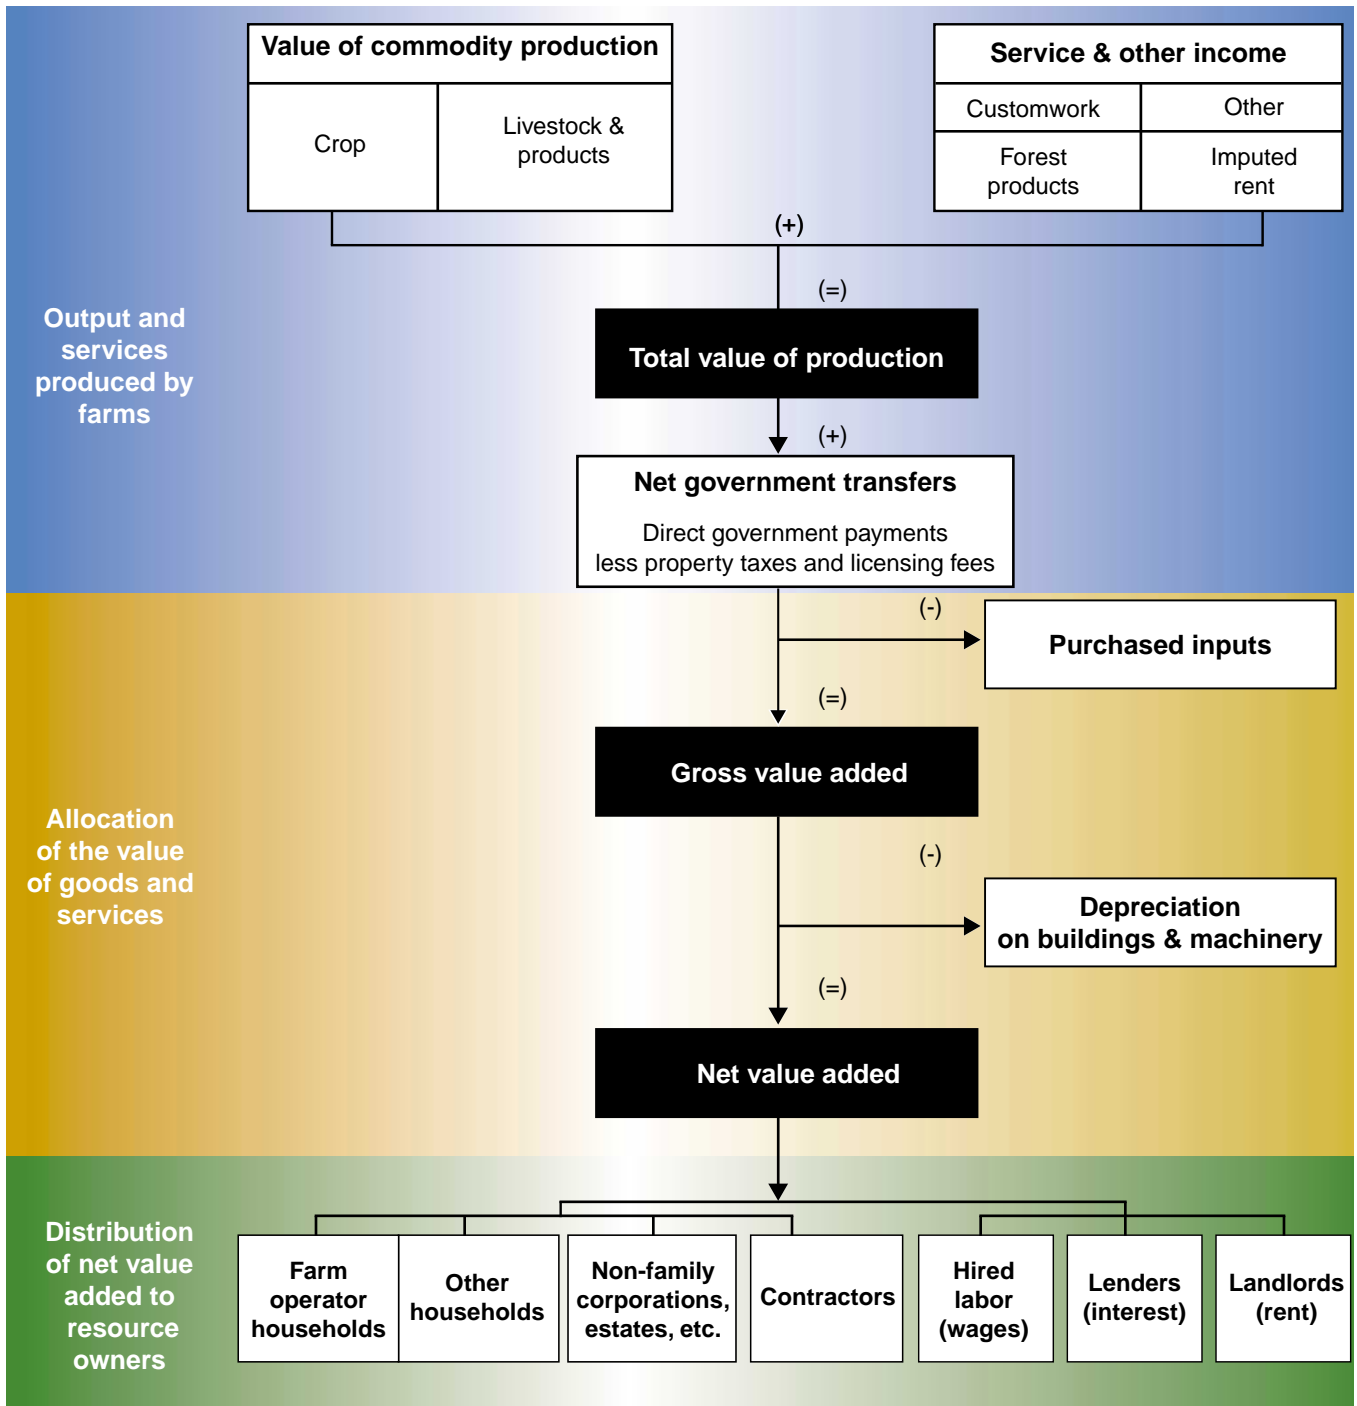 Value of commodity production
Crop
Livestock &
products
Service & other income
Customwork
Other
Forest
products
Imputed
rent
(+)
(=)
Output and
services
produced by
farms
Total value of production
(+)
Net government transfers
Direct government payments
less property taxes and licensing fees
(-)
Purchased inputs
(=)
Gross value added
Allocation
of the value
of goods and
services
(-)
Depreciation
on buildings & machinery
(=)
Net value added
Distribution
of net value
added to
resource
owners
Farm
operator
households
Other
households
Non-family
corporations,
estates, etc.
Contractors
Hired
labor
(wages)
Lenders
(interest)
Landlords
(rent)